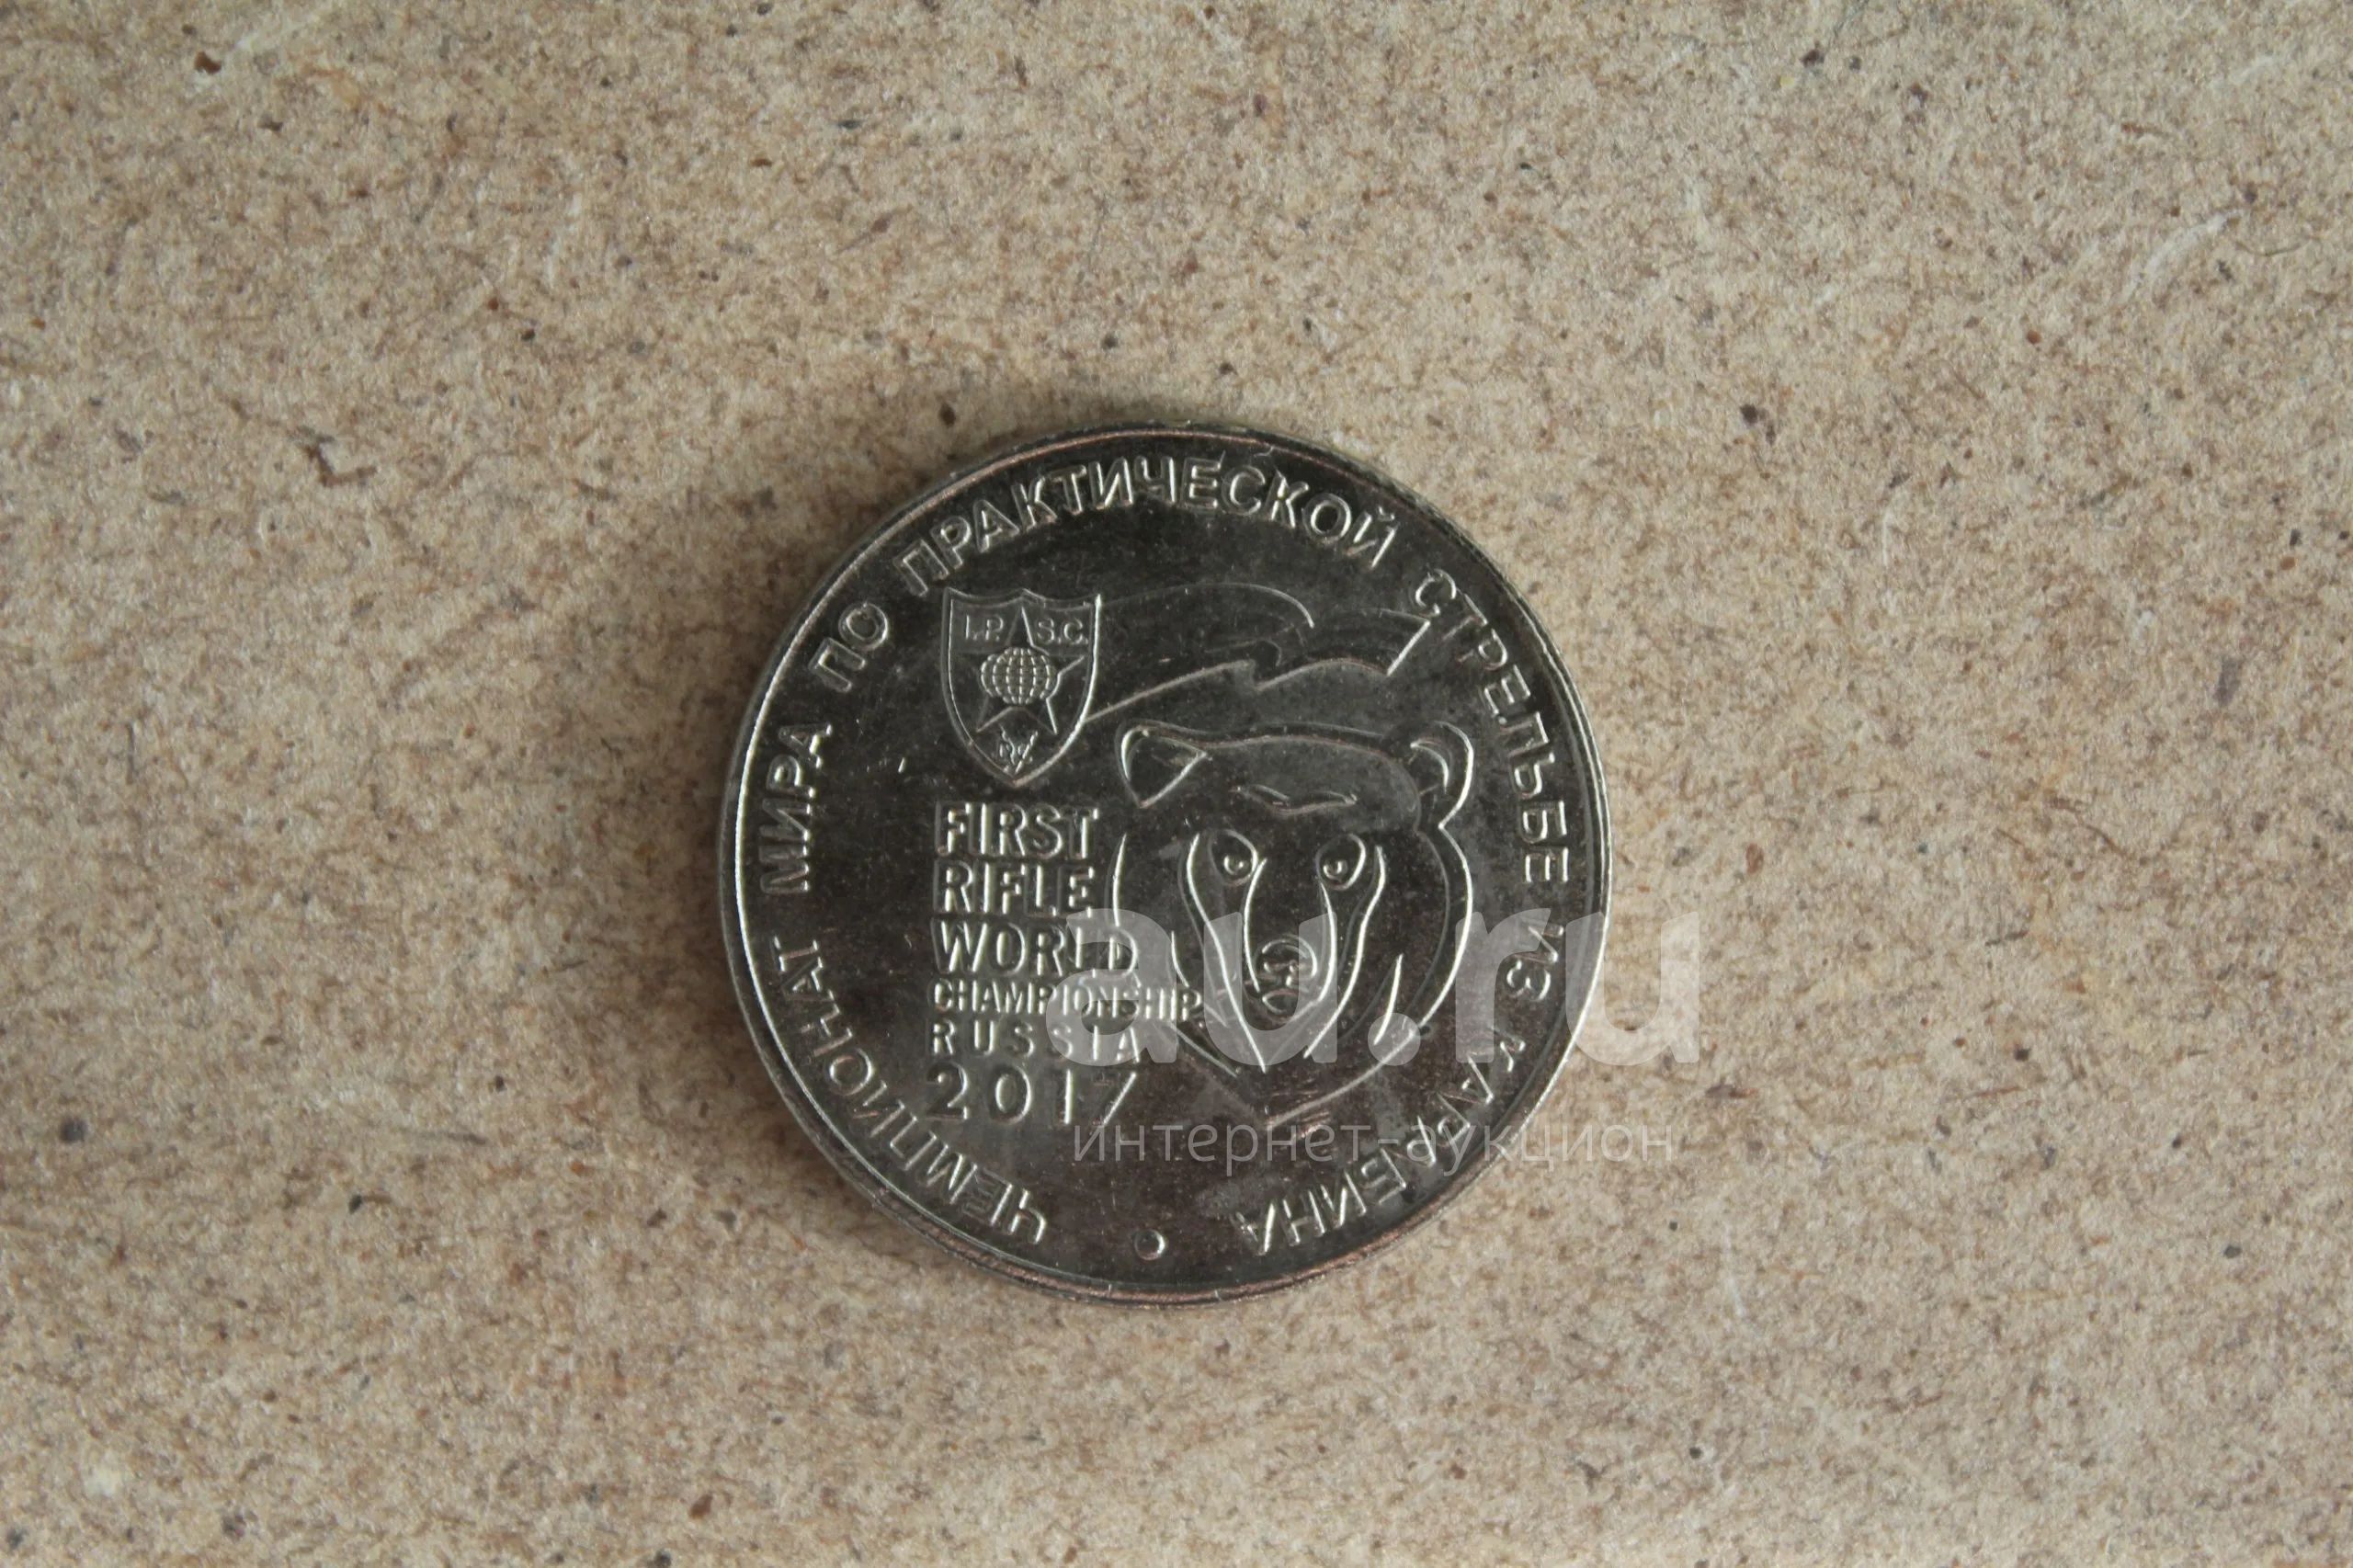 ЧЕМПИОНАТ МИРА ПО ПРАКТИЧЕСКОЙ СТРЕЛЬБЕ ИЗ КАРАБИНА
I.P.S.C.
FIRST
RIFLE
WORLD
CHAMPIONSHIP
RUSSIA
2017
au.ru
интернет-аукцион